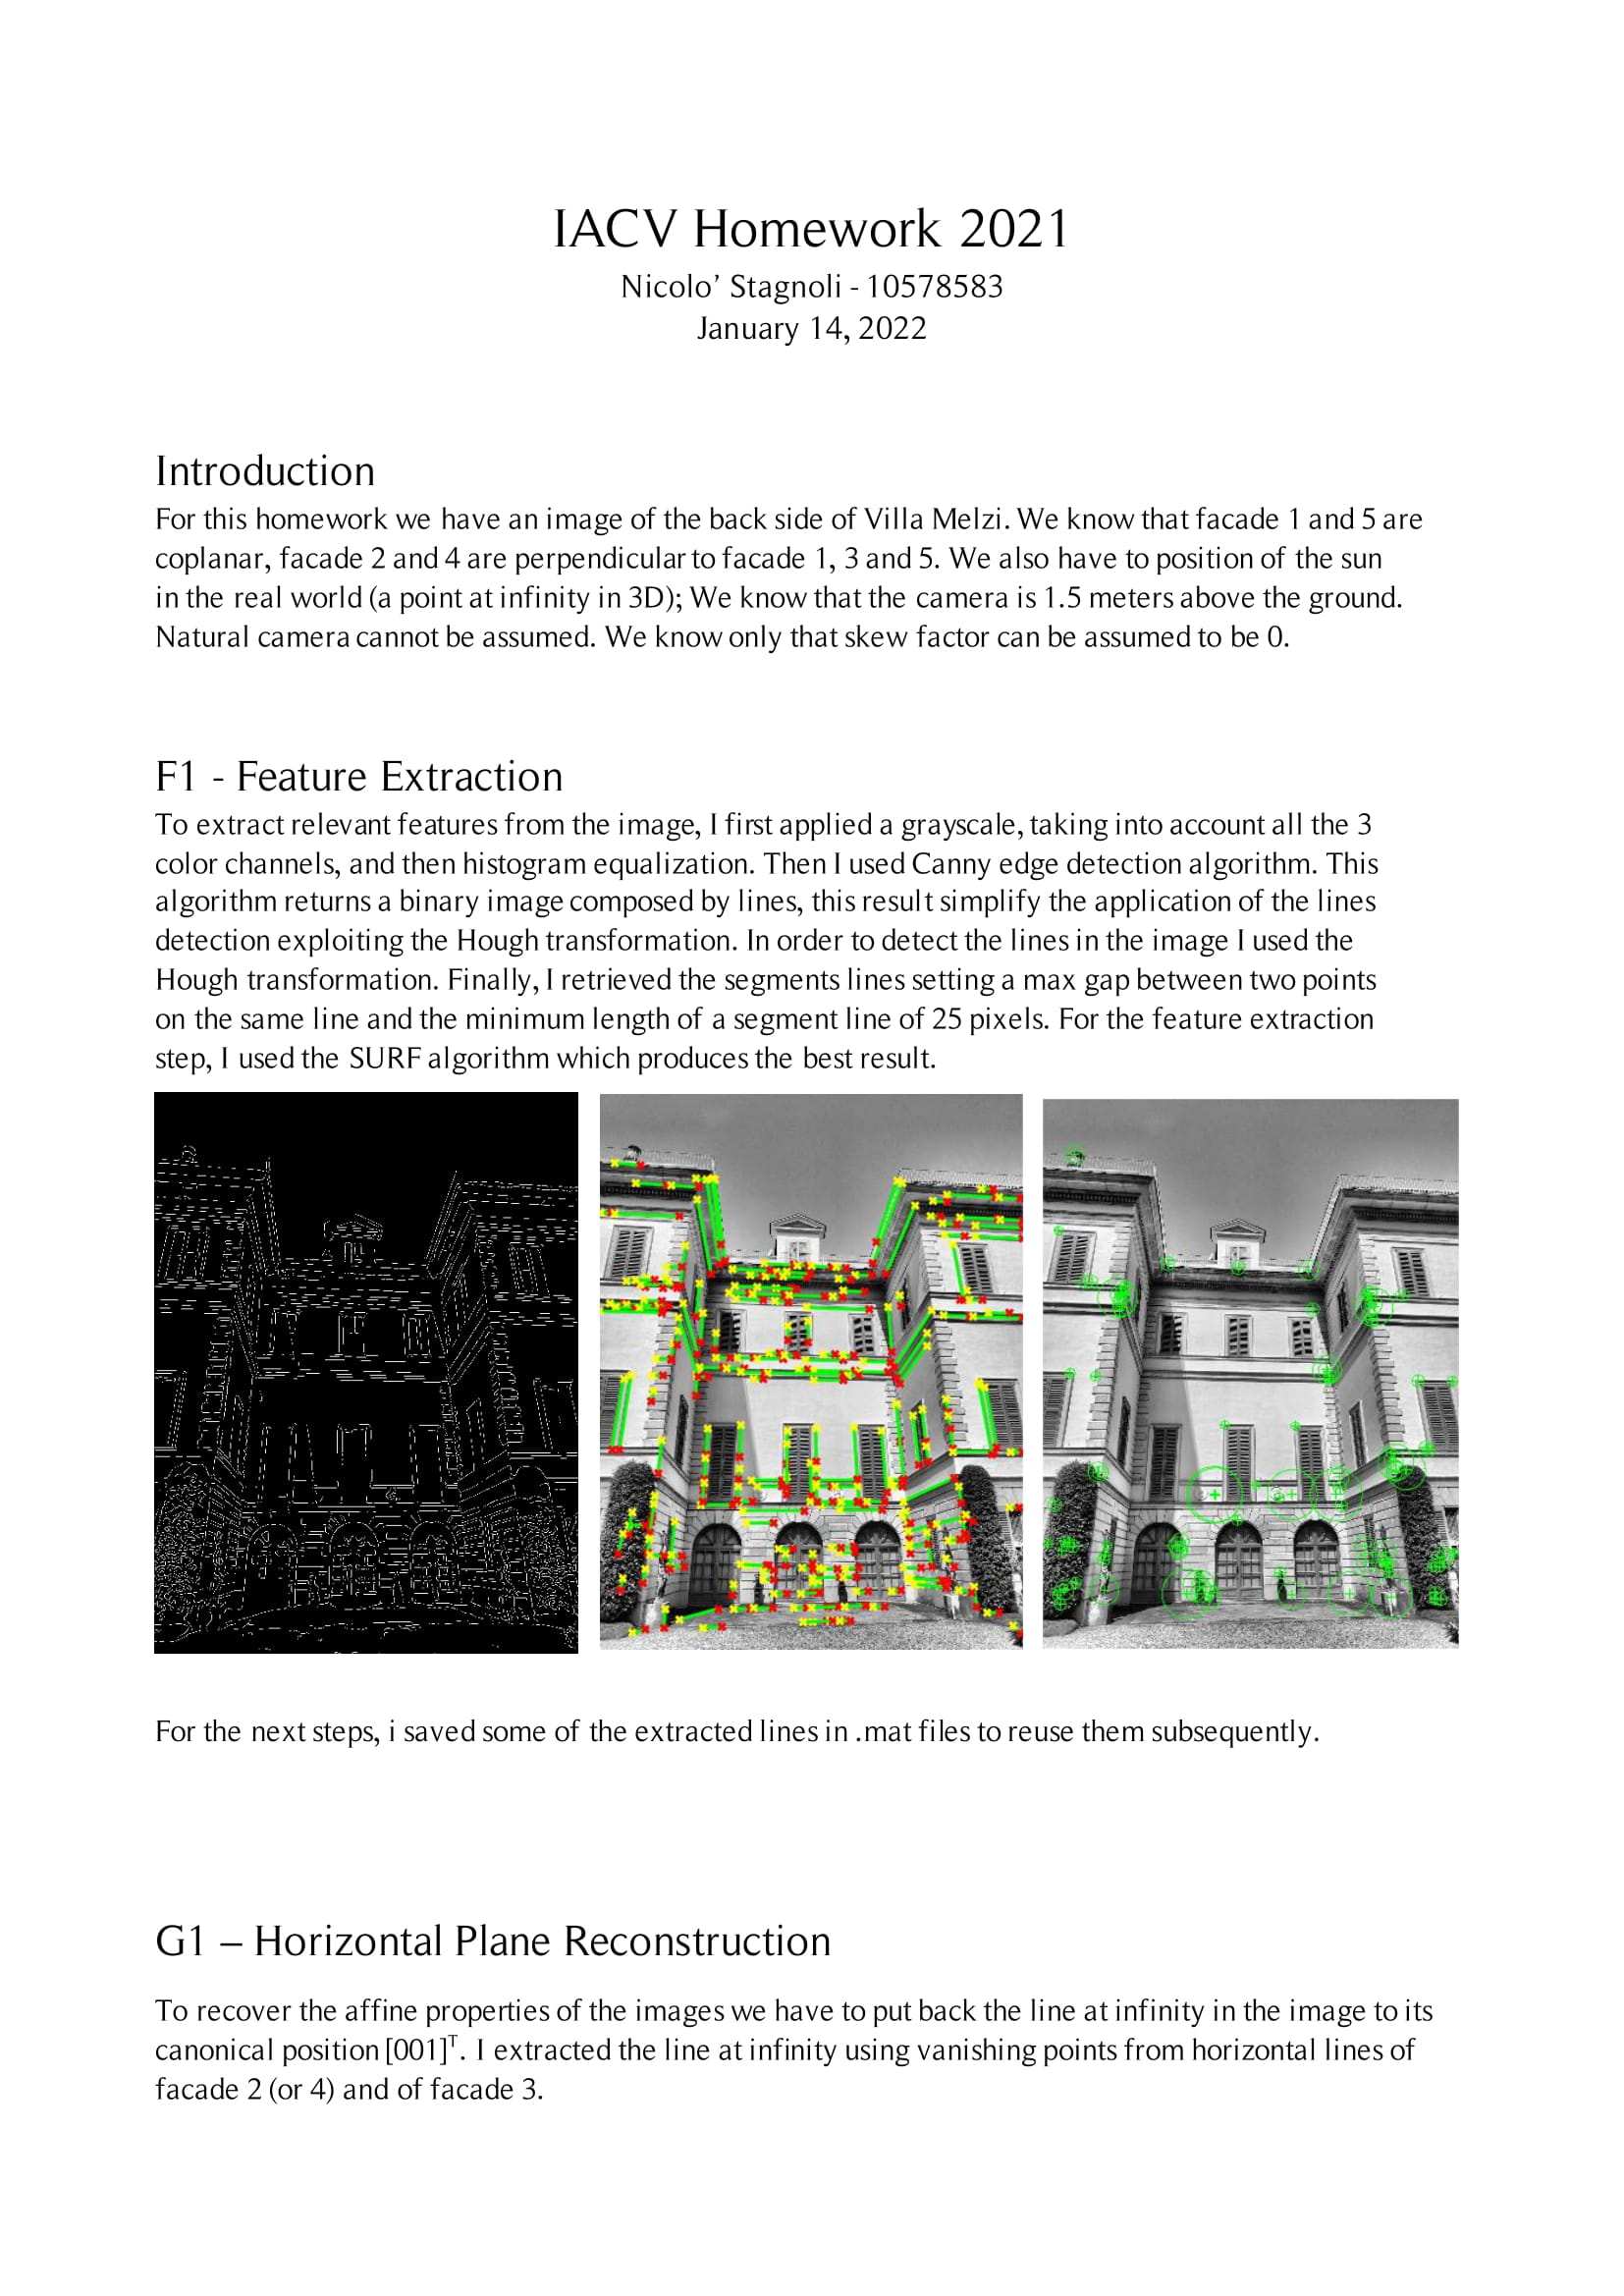 IACV Homework 2021
Nicolo’ Stagnoli - 10578583
January 14, 2022
Introduction
For this homework we have an image of the back side of Villa Melzi. We know that facade 1 and 5 are
coplanar, facade 2 and 4 are perpendicular to facade 1, 3 and 5. We also have to position of the sun
in the real world (a point at infinity in 3D); We know that the camera is 1.5 meters above the ground.
Natural camera cannot be assumed. We know only that skew factor can be assumed to be 0.
F1 - Feature Extraction
To extract relevant features from the image, I first applied a grayscale, taking into account all the 3
color channels, and then histogram equalization. Then I used Canny edge detection algorithm. This
algorithm returns a binary image composed by lines, this result simplify the application of the lines
detection exploiting the Hough transformation. In order to detect the lines in the image I used the
Hough transformation. Finally, I retrieved the segments lines setting a max gap between two points
on the same line and the minimum length of a segment line of 25 pixels. For the feature extraction
step, I used the SURF algorithm which produces the best result.
For the next steps, i saved some of the extracted lines in .mat files to reuse them subsequently.
G1 – Horizontal Plane Reconstruction
To recover the affine properties of the images we have to put back the line at infinity in the image to its
canonical position [001]ᵀ. I extracted the line at infinity using vanishing points from horizontal lines of
facade 2 (or 4) and of facade 3.